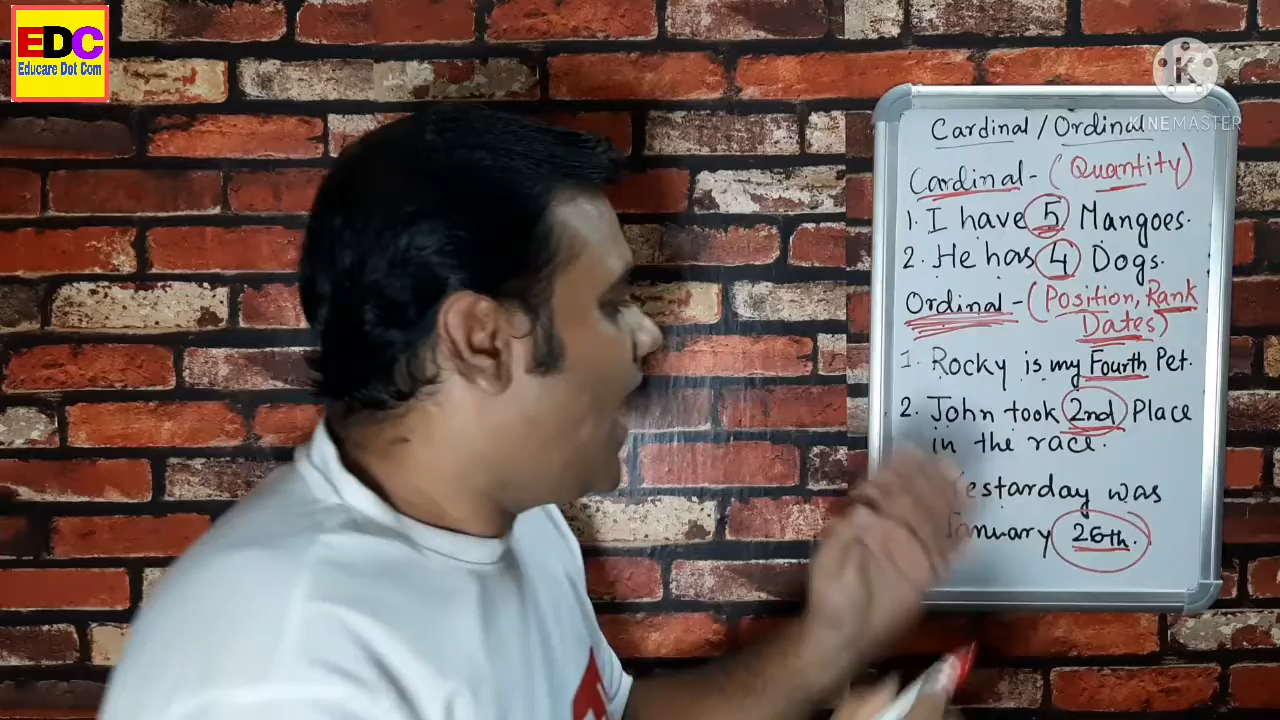 EDC
Educare Dot Com
K
KINEMASTER
Cardinal / Ordinal
Cardinal - (Quantity)
1. I have 5 Mangoes.
2. He has 4 Dogs.
Ordinal - (Position, Rank
Dates)
1. Rocky is my Fourth Pet.
2. John took 2nd Place
in the race.
Yestarday was
January 26th.